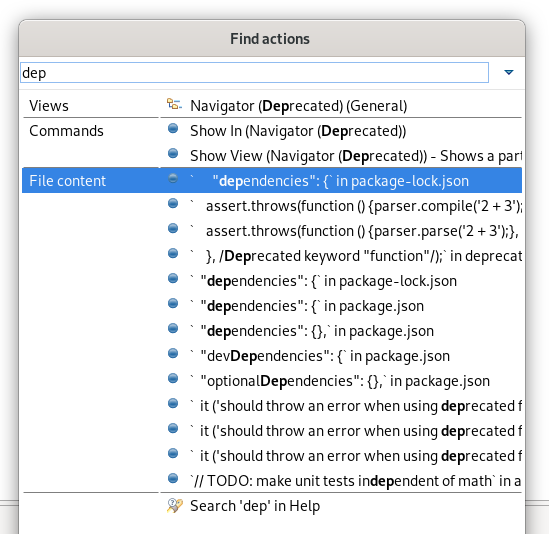 Find actions
dep
Views Navigator (Deprecated) (General)
Commands Show In (Navigator (Deprecated))
Show View (Navigator (Deprecated)) - Shows a part
File content `    "dependencies": {` in package-lock.json
`   assert.throws(function () {parser.compile('2 + 3');
`   assert.throws(function () {parser.parse('2 + 3');},
`   }, /Deprecated keyword "function"/);` in deprecat
`  "dependencies": {` in package-lock.json
`  "dependencies": {` in package.json
`  "dependencies": {},` in package.json
`  "devDependencies": {` in package.json
`  "optionalDependencies": {},` in package.json
`  it ('should throw an error when using deprecated f
`  it ('should throw an error when using deprecated f
`  it ('should throw an error when using deprecated f
`// TODO: make unit tests independent of math` in a
Search 'dep' in Help